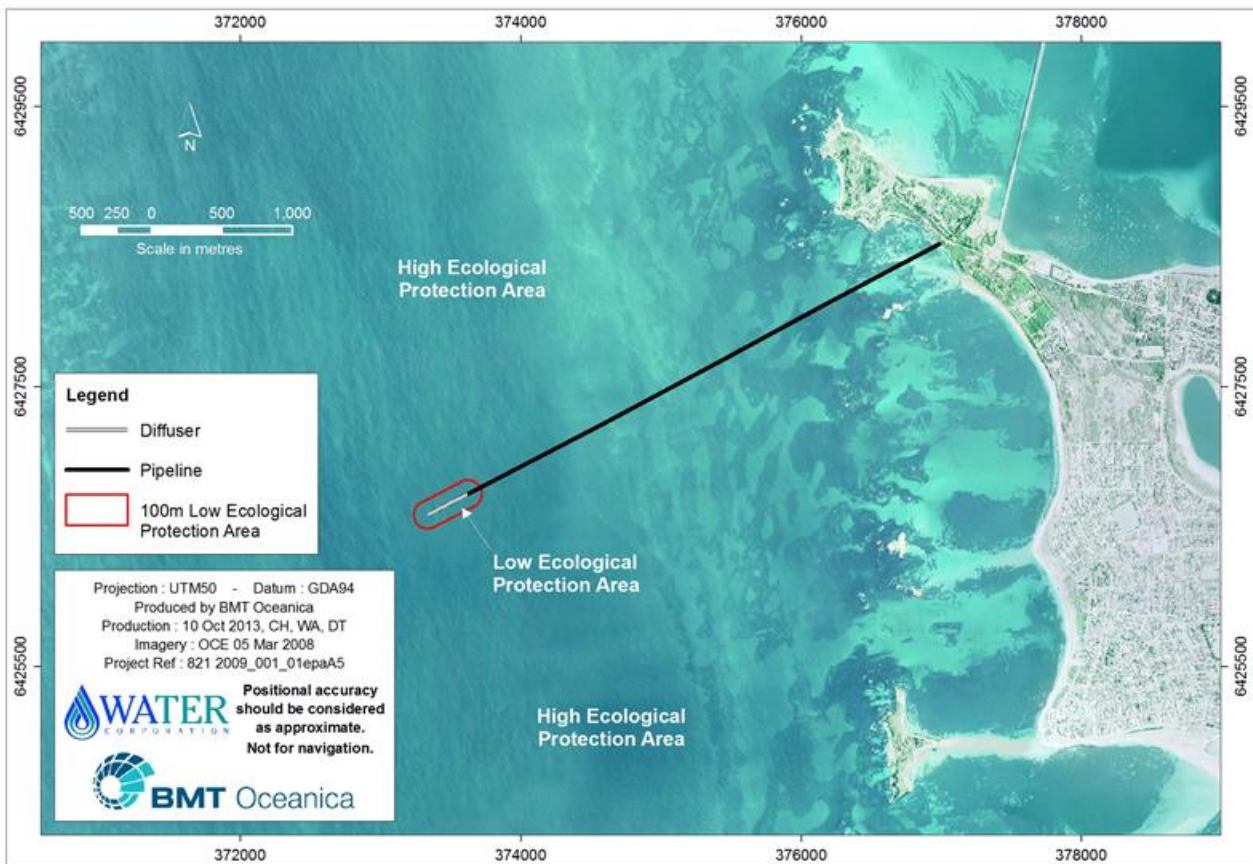 372000
374000
376000
378000
6429500
6429500
N
500 250 0 500 1,000
Scale in metres
High Ecological
Protection Area
6427500
6427500
Legend
Diffuser
Pipeline
100m Low Ecological
Protection Area
Low Ecological
Protection Area
Projection : UTM50 - Datum : GDA94
Produced by BMT Oceanica
Production : 10 Oct 2013, CH, WA, DT
Imagery : OCE 05 Mar 2008
Project Ref : 821 2009_001_01epaA5
WATER
CORPORATION
Positional accuracy
should be considered
as approximate.
Not for navigation.
BMT Oceanica
6425500
6425500
High Ecological
Protection Area
372000
374000
376000
378000